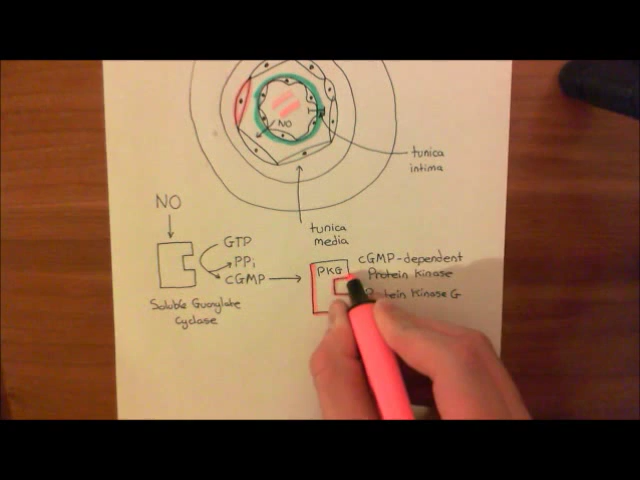 NO
tunica
intima
tunica
media
NO
GTP
PPi
cGMP
Soluble Guanylate
Cyclase
PKG
cGMP-dependent
Protein Kinase
Protein Kinase G